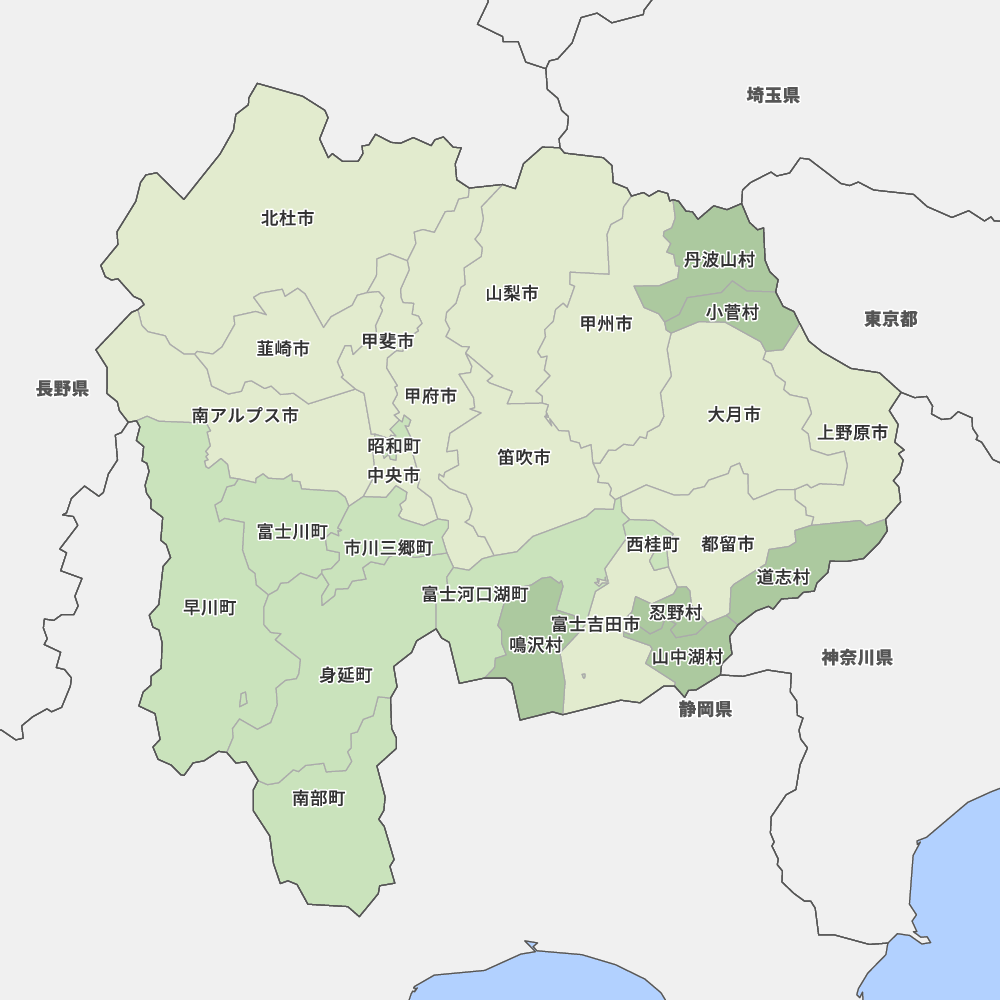 埼玉県
北杜市
丹波山村
山梨市
小菅村
東京都
甲州市
甲斐市
韮崎市
長野県
甲府市
南アルプス市
大月市
上野原市
昭和町
笛吹市
中央市
富士川町
市川三郷町
西桂町
都留市
道志村
富士河口湖町
早川町
忍野村
富士吉田市
鳴沢村
山中湖村
神奈川県
身延町
静岡県
南部町